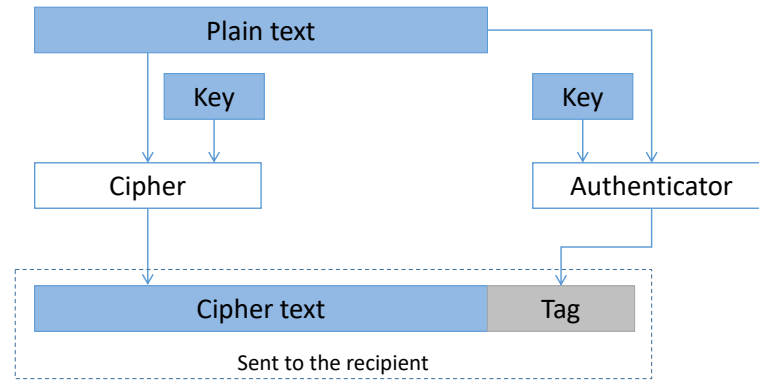 Plain text
Key
Key
Cipher
Authenticator
Cipher text
Tag
Sent to the recipient